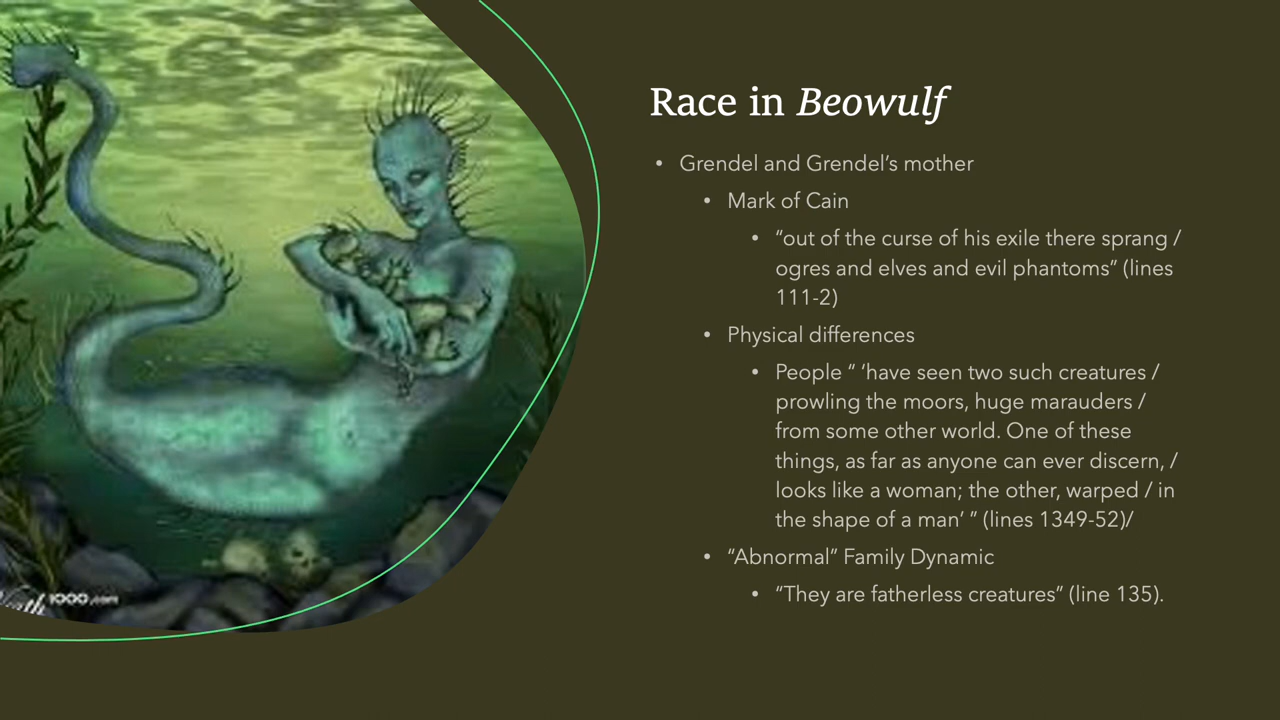 Race in Beowulf
• Grendel and Grendel’s mother
• Mark of Cain
• “out of the curse of his exile there sprang /
ogres and elves and evil phantoms” (lines
111-2)
• Physical differences
• People “ ‘have seen two such creatures /
prowling the moors, huge marauders /
from some other world. One of these
things, as far as anyone can ever discern, /
looks like a woman; the other, warped / in
the shape of a man’ ” (lines 1349-52)/
• “Abnormal” Family Dynamic
• “They are fatherless creatures” (line 135).
1000.com